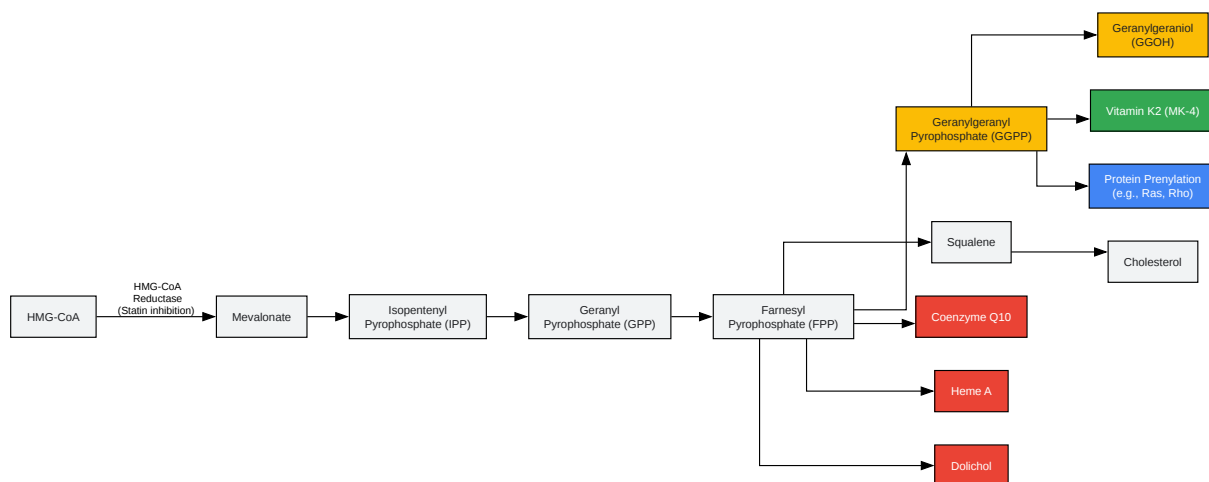 Geranylgeraniol
(GGOH)
Geranylgeranyl
Pyrophosphate (GGPP)
Vitamin K2 (MK-4)
Protein Prenylation
(e.g., Ras, Rho)
Squalene
Cholesterol
HMG-CoA
HMG-CoA
Reductase
(Statin inhibition)
Mevalonate
Isopentenyl
Pyrophosphate (IPP)
Geranyl
Pyrophosphate (GPP)
Farnesyl
Pyrophosphate (FPP)
Coenzyme Q10
Heme A
Dolichol